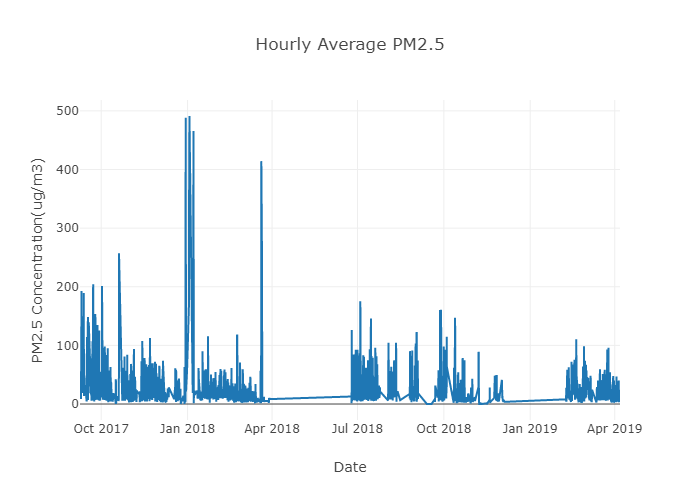 Hourly Average PM2.5
PM2.5 Concentration(ug/m3)
500
400
300
200
100
0
Oct 2017
Jan 2018
Apr 2018
Jul 2018
Oct 2018
Jan 2019
Apr 2019
Date